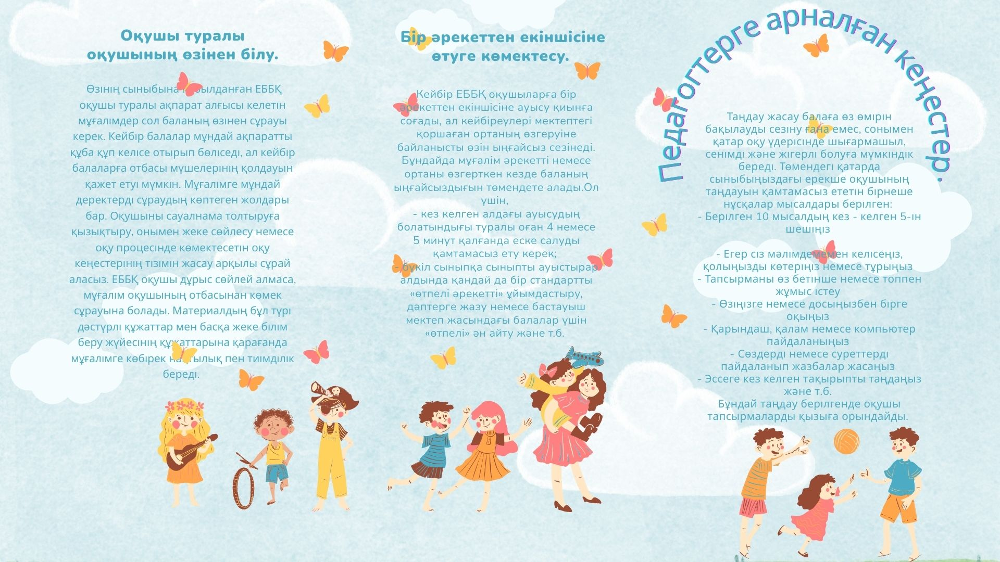 Оқушы туралы
оқушының өзінен білу.
Өзінің сыныбына қабылданған ЕББҚ
оқушы туралы ақпарат алғысы келетін
мұғалімдер сол баланың өзінен сұрауы
керек. Кейбір балалар мұндай ақпаратты
құба құп келісе отырып бөліседі, ал кейбір
балаларға отбасы мүшелерінің қолдауын
қажет етуі мүмкін. Мұғалімге мұндай
деректерді сұраудың көптеген жолдары
бар. Оқушыны сауалнама толтыруға
қызықтыру, онымен жеке сөйлесу немесе
оқу процесінде көмектесетін оқу
кеңестерінің тізімін жасау арқылы сұрай
аласыз. ЕББҚ оқушы дұрыс сөйлей алмаса,
мұғалім оқушының отбасынан көмек
сұрауына болады. Материалдың бұл түрі
дәстүрлі құжаттар мен басқа жеке білім
беру жүйесінің құжаттарына қарағанда
мұғалімге көбірек нақтылық пен тиімділік
береді.
Бір әрекеттен екіншісіне
өтуге көмектесу.
Кейбір ЕББҚ оқушыларға бір
әрекеттен екіншісіне ауысу қиынға
соғады, ал кейбіреулері мектептегі
қоршаған ортаның өзгеруіне
байланысты өзін ыңғайсыз сезінеді.
Бұндайда мұғалім әрекетті немесе
ортаны өзгерткен кезде баланың
ыңғайсыздығын төмендете алады.Ол
үшін,
- кез келген алдағы ауысудың
болатындығы туралы оған 4 немесе
5 минут қалғанда еске салуды
қамтамасыз ету керек;
- бүкіл сыныпқа сыныпты ауыстырар
алдында қандай да бір стандартты
«өтпелі әрекетті» ұйымдастыру,
дәптерге жазу немесе бастауыш
мектеп жасындағы балалар үшін
«өтпелі» ән айту және т.б.
Педагогтерге арналған кеңестер.
Таңдау жасау балаға өз өмірін
бақылауды сезіну ғана емес, сонымен
қатар оқу үдерісінде шығармашыл,
сенімді және жігерлі болуға мүмкіндік
береді. Төмендегі қатарда
сыныбыңыздағы ерекше оқушының
таңдауын қамтамасыз ететін бірнеше
нұсқалар мысалдары берілген:
- Берілген 10 мысалдың кез - келген 5-ін
шешіңіз
- Егер сіз мәлімдемемен келісеңіз,
қолыңызды көтеріңіз немесе тұрыңыз
- Тапсырманы өз бетінше немесе топпен
жұмыс істеу
- Өзіңізге немесе досыңызбен бірге
оқыңыз
- Қарындаш, қалам немесе компьютер
пайдаланыңыз
- Сөздерді немесе суреттерді
пайдаланып жазбалар жасаңыз
- Эссеге кез келген тақырыпты таңдаңыз
және т.б.
Бұндай таңдау берілгенде оқушы
тапсырмаларды қызыға орындайды.